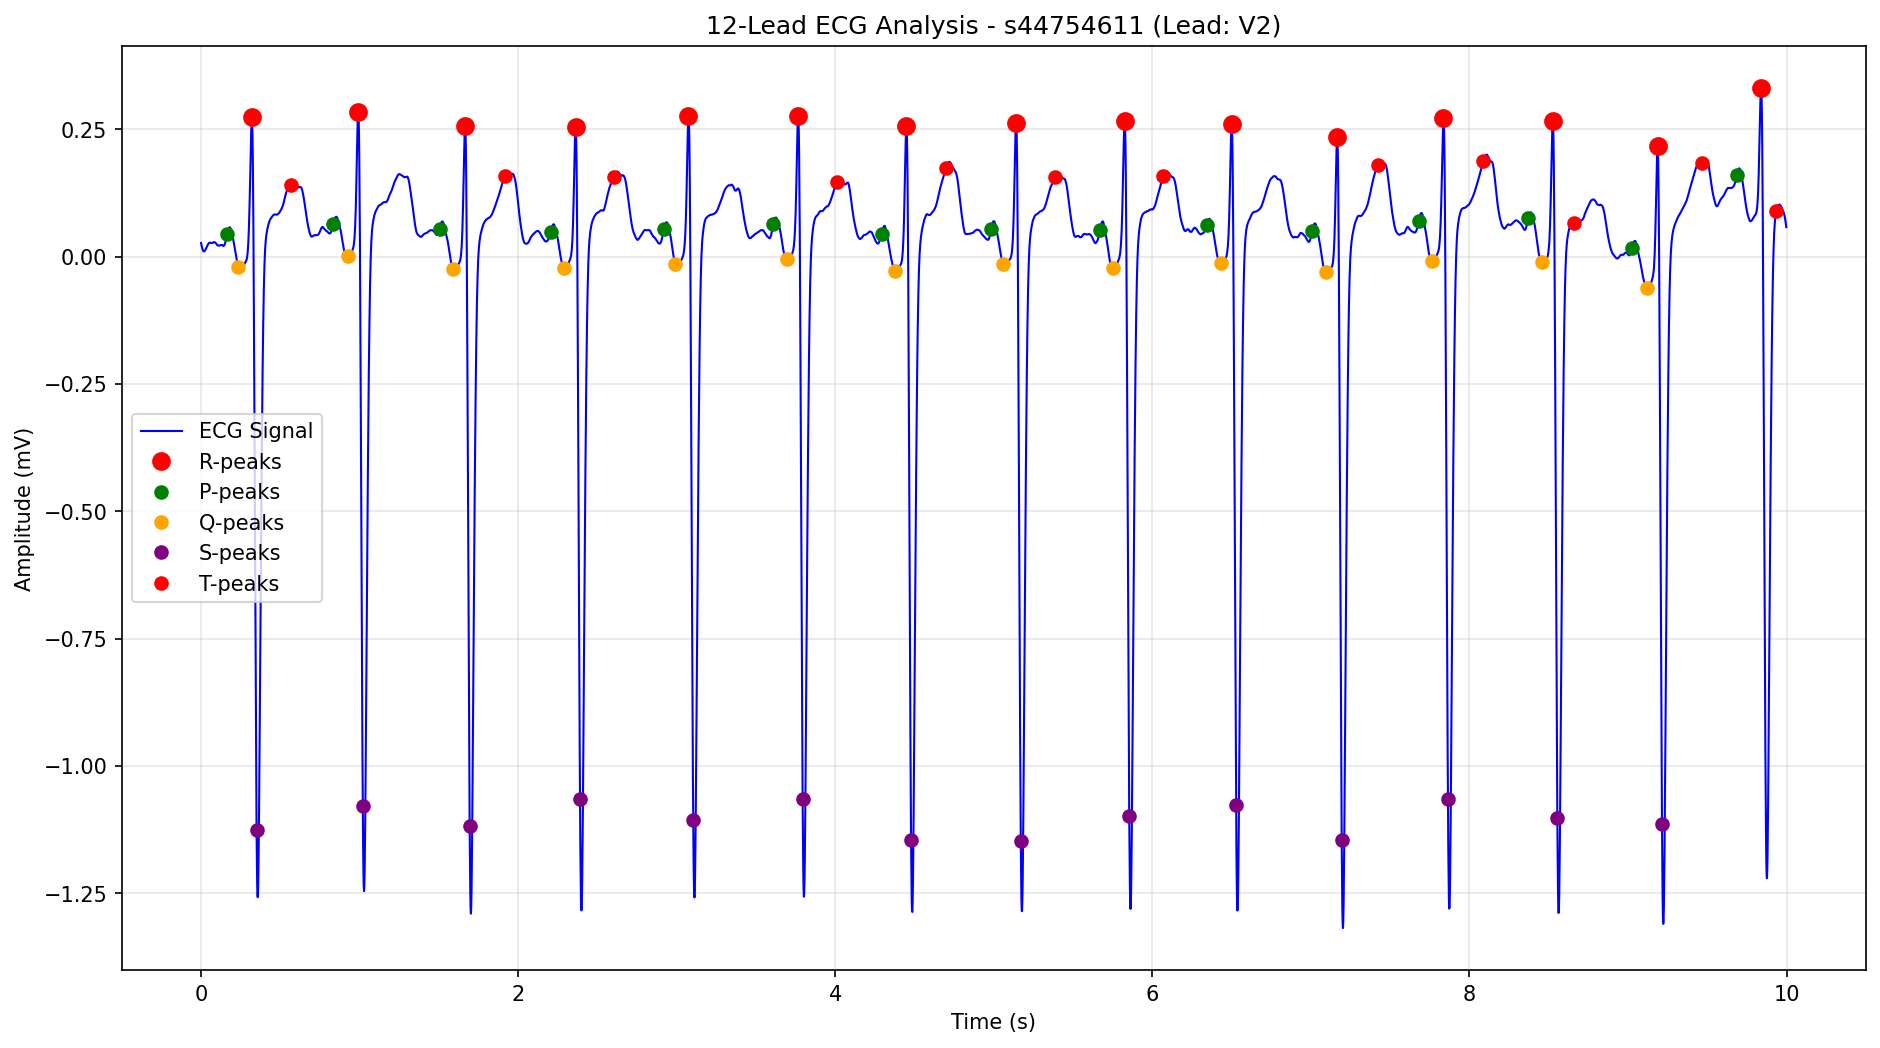 12-Lead ECG Analysis - s44754611 (Lead: V2)
Amplitude (mV)
0.25
0.00
−0.25
−0.50
−0.75
−1.00
−1.25
ECG Signal
R-peaks
P-peaks
Q-peaks
S-peaks
T-peaks
0 2 4 6 8 10
Time (s)